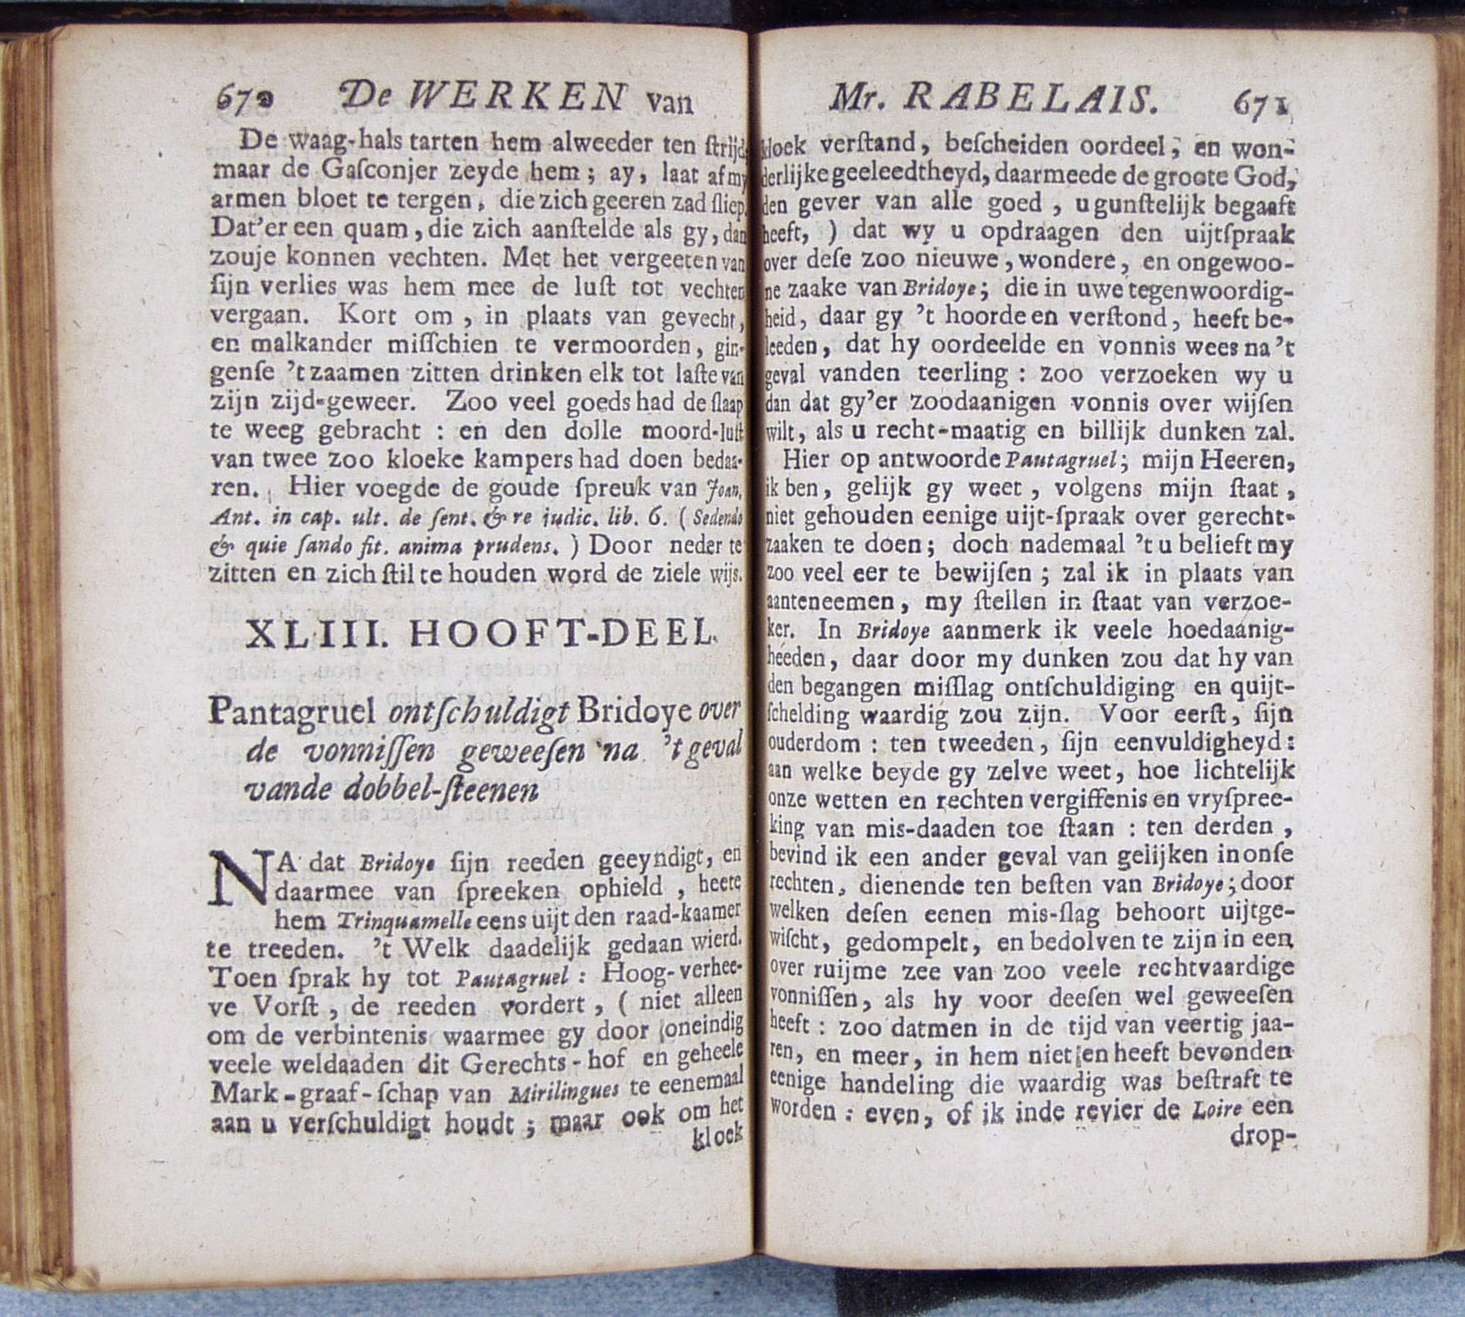 670 De WERKEN van
De waag-hals tarten hem alweeder ten ſtrijd,
maar de Gaſconjer zeyde hem; ay, laat af my
armen bloet te tergen, die zich geeren zad ſliep.
Dat'er een quam, die zich aanſtelde als gy, dan
zouje konnen vechten. Met het vergeeten van
ſijn verlies was hem mee de luſt tot vechten
vergaan. Kort om, in plaats van gevecht,
en malkander miſſchien te vermoorden, gin-
genſe 't zaamen zitten drinken elk tot laſte van
zijn zijd-geweer. Zoo veel goeds had de ſlaap
te weeg gebracht : en den dolle moord-luſt
van twee zoo kloeke kampers had doen bedaa-
ren. Hier voegde de goude ſpreuk van Joan,
Ant. in cap. ult. de ſent. & re judic. lib. 6. ( Sedendo
& quie ſando fit. anima prudens. ) Door neder te
zitten en zich ſtil te houden word de ziele wijs.
XLIII. HOOFT-DEEL.
Pantagruel ontſchuldigt Bridoye over
de vonniſſen geweeſen na 't geval
vande dobbel-ſteenen
NA dat Bridoye ſijn reeden geeyndigt, en
daarmee van ſpreeken ophield, heete
hem Trinquamelle eens uijt den raad-kaamer
te treeden. 't Welk daadelijk gedaan wierd.
Toen ſprak hy tot Pautagruel : Hoog-verhee-
ve Vorſt, de reeden vordert, ( niet alleen
om de verbintenis waarmee gy door oneindig
veele weldaaden dit Gerechts-hof en geheele
Mark-graaf-ſchap van Mirilingues te eenemaal
aan u verſchuldigt houdt; maar ook om het
kloek
Mr. RABELAIS. 671
kloek verſtand, beſcheiden oordeel, en won-
derlijke geeleedtheyd, daarmeede de groote God,
den gever van alle goed, u gunſtelijk begaaft
heeft, ) dat wy u opdraagen den uijtſpraak
over deſe zoo nieuwe, wondere, en ongewoo-
ne zaake van Bridoye; die in uwe tegenwoordig-
heid, daar gy 't hoorde en verſtond, heeft be-
leeden, dat hy oordeelde en vonnis wees na 't
geval vanden teerling : zoo verzoeken wy u
dan dat gy'er zoodaanigen vonnis over wijſen
wilt, als u recht-maatig en billijk dunken zal.
Hier op antwoorde Pautagruel; mijn Heeren,
ik ben, gelijk gy weet, volgens mijn ſtaat,
niet gehouden eenige uijt-ſpraak over gerecht-
zaaken te doen; doch nademaal 't u belieft my
zoo veel eer te bewijſen; zal ik in plaats van
aanteneemen, my ſtellen in ſtaat van verzoe-
ker. In Bridoye aanmerk ik veele hoedaanig-
heeden, daar door my dunken zou dat hy van
den begangen miſſlag ontſchuldiging en quijt-
ſchelding waardig zou zijn. Voor eerſt, ſijn
ouderdom : ten tweeden, ſijn eenvuldigheyd:
aan welke beyde gy zelve weet, hoe lichtelijk
onze wetten en rechten vergiffenis en vryſpree-
king van mis-daaden toe ſtaan : ten derden,
bevind ik een ander geval van gelijken in onſe
rechten, dienende ten beſten van Bridoye; door
welken deſen eenen mis-ſlag behoort uijtge-
wiſcht, gedompelt, en bedolven te zijn in een
over ruijme zee van zoo veele rechtvaardige
vonniſſen, als hy voor deeſen wel geweeſen
heeft : zoo datmen in de tijd van veertig jaa-
ren, en meer, in hem niet en heeft bevonden
eenige handeling die waardig was beſtraft te
worden : even, of ik inde revier de Loire een
drop-